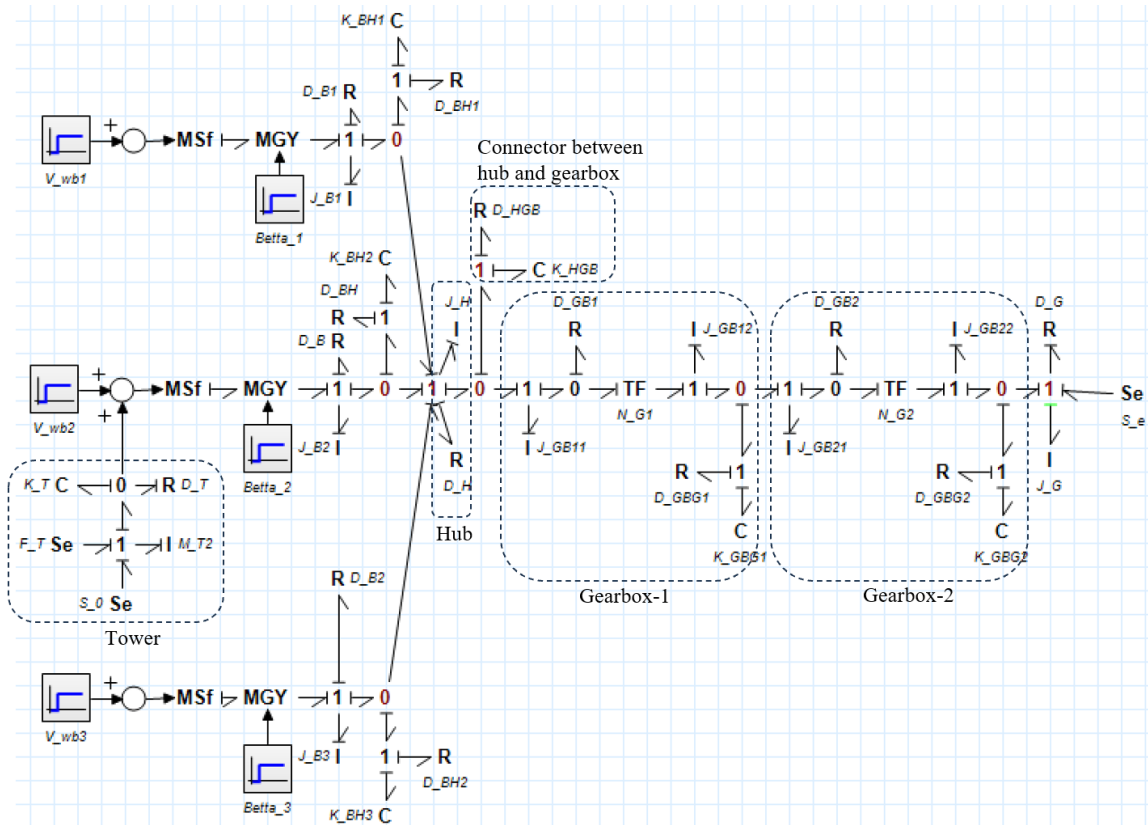 K_BH1 C
1 R
D_B1 R
D_BH1
+
MSf MGY 1 0
V_wb1
J_B1 I
Betta_1
Connector between
hub and gearbox
R D_HGB
K_BH2 C
1 C K_HGB
D_BH
R 1
D_B R
J_H
I
D_GB1
R
I J_GB12
D_GB2
R
I J_GB22
D_G
R
+
MSf MGY 1 0 1 0 1 0 TF 1 0 1 0 TF 1 0 1 Se
+
V_wb2
N_G1
N_G2
S_e
J_B2 I
J_GB11 I
I J_GB21
Betta_2
R
D_H
R 1
D_GBG1
R 1
D_GBG2
I
J_G
K_T C 0 R D_T
Hub
C
K_GBG1
C
K_GBG2
F_T Se 1 I M_T2
S_0 Se
Tower
Gearbox-1
Gearbox-2
R D_B2
+
MSf MGY 1 0
V_wb3
J_B3 I
1 R
D_BH2
Betta_3
K_BH3 C